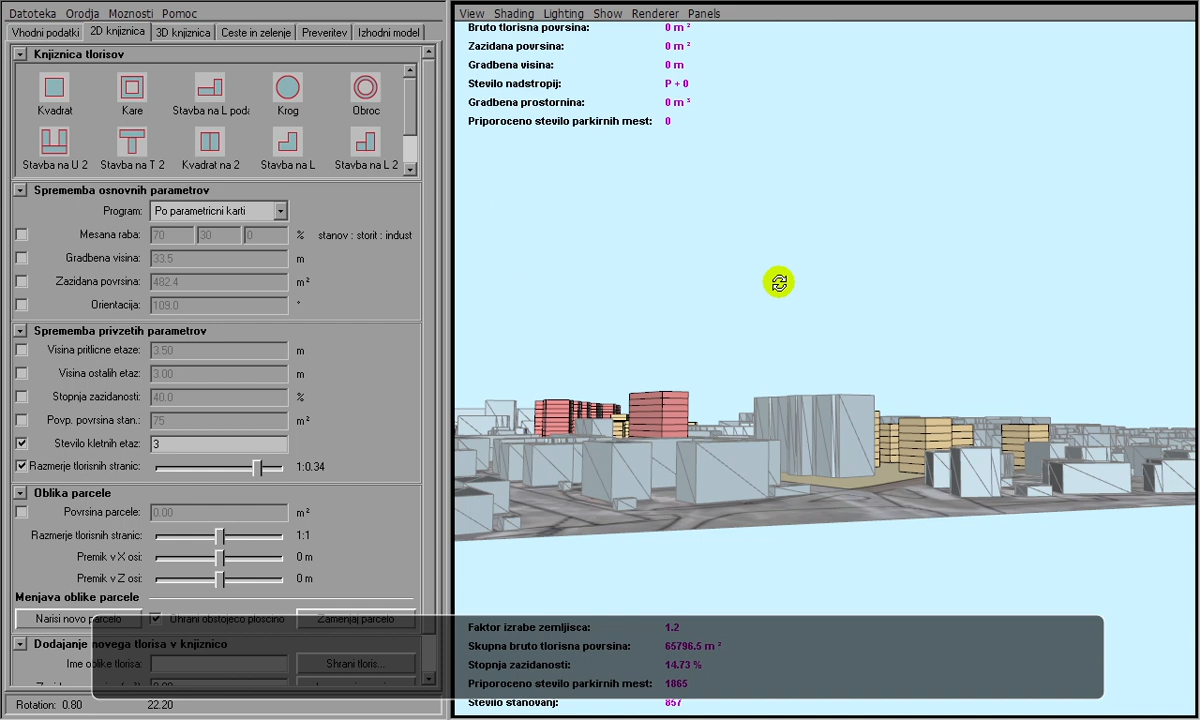 Datoteka Orodja Moznosti Pomoc
Vhodni podatki 2D knjiznica 3D knjiznica Ceste in zelenje Preveritev Izhodni model
Knjiznica tlorisov
Kvadrat Kare Stavba na L poda Krog Obroc
Stavba na U 2 Stavba na T 2 Kvadrat na 2 Stavba na L Stavba na L 2
Sprememba osnovnih parametrov
Program: Po parametricni karti
Mesana raba: 70 30 0 % stanov : storit : indust
Gradbena visina: 33.5 m
Zazidana povrsina: 482.4 m²
Orientacija: 109.0 °
Sprememba privzetih parametrov
Visina pritlicne etaze: 3.50 m
Visina ostalih etaz: 3.00 m
Stopnja zazidanosti: 40.0 %
Povp. povrsina stan.: 75 m²
Stevilo kletnih etaz: 3
Razmerje tlorisnih stranic: 1:0.34
Oblika parcele
Povrsina parcele: 0.00 m²
Razmerje tlorisnih stranic: 1:1
Premik v X osi: 0 m
Premik v Z osi: 0 m
Menjava oblike parcele
Narisi novo parcelo Ohrani obstojeco ploscino Zamenjaj parcelo
Dodajanje novega tlorisa v knjiznico
Ime oblike tlorisa: Shrani tloris...
Rotation: 0.80 22.20
View Shading Lighting Show Renderer Panels
Bruto tlorisna povrsina: 0 m ²
Zazidana povrsina: 0 m ²
Gradbena visina: 0 m
Stevilo nadstropij: P + 0
Gradbena prostornina: 0 m ³
Priporoceno stevilo parkirnih mest: 0
Faktor izrabe zemljisca: 1.2
Skupna bruto tlorisna povrsina: 65796.5 m ²
Stopnja zazidanosti: 14.73 %
Priporoceno stevilo parkirnih mest: 1865
Stevilo stanovanj: 857